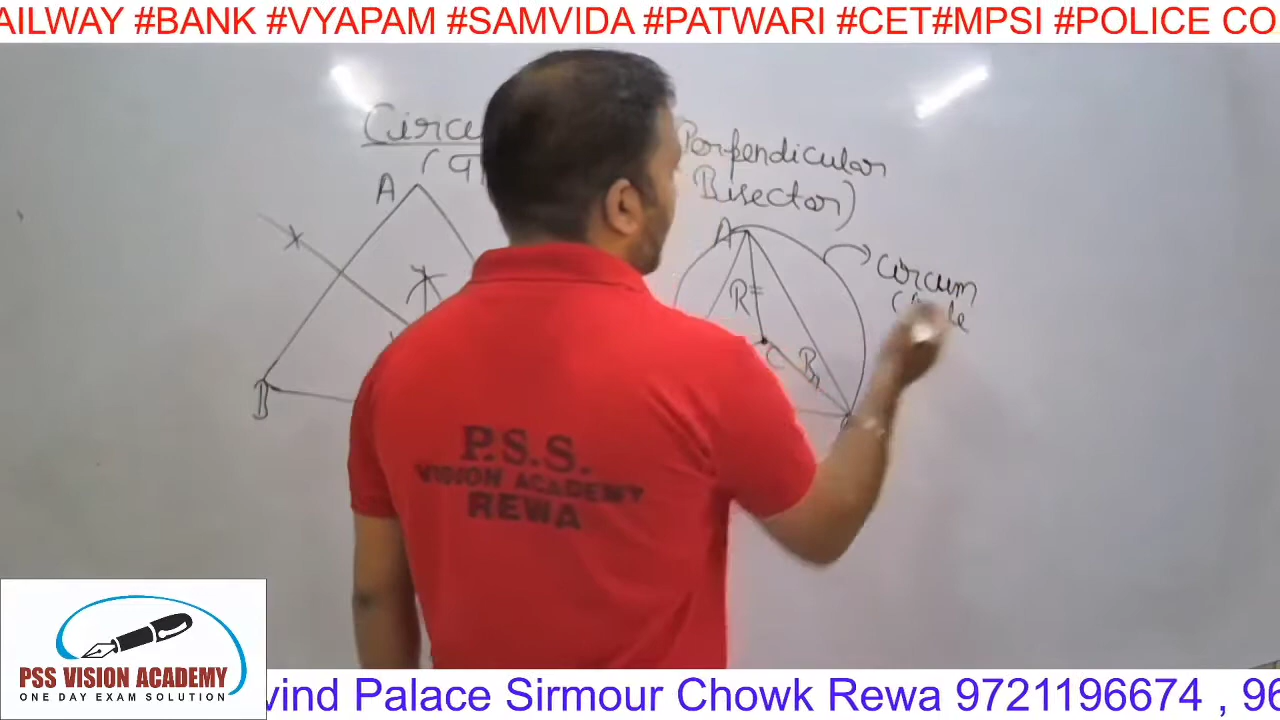 AILWAY #BANK #VYAPAM #SAMVIDA #PATWARI #CET#MPSI #POLICE CO
Circu
Perpendicular
Bisector)
A
A
circum
R
C
B
P.S.S.
VISION ACADEMY
REWA
PSS VISION ACADEMY
ONE DAY EXAM SOLUTION
vind Palace Sirmour Chowk Rewa 9721196674 , 96